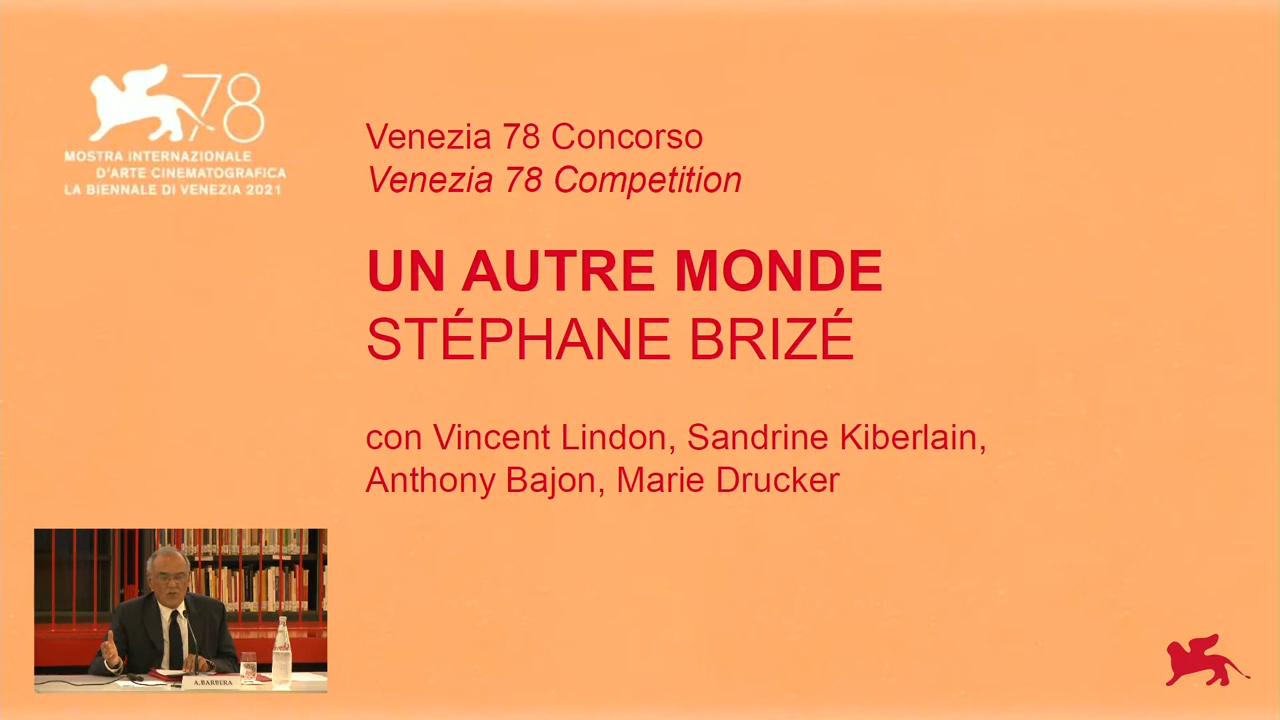 78
MOSTRA INTERNAZIONALE
D'ARTE CINEMATOGRAFICA
LA BIENNALE DI VENEZIA 2021
Venezia 78 Concorso
Venezia 78 Competition
UN AUTRE MONDE
STÉPHANE BRIZÉ
con Vincent Lindon, Sandrine Kiberlain,
Anthony Bajon, Marie Drucker
A.BARBERA